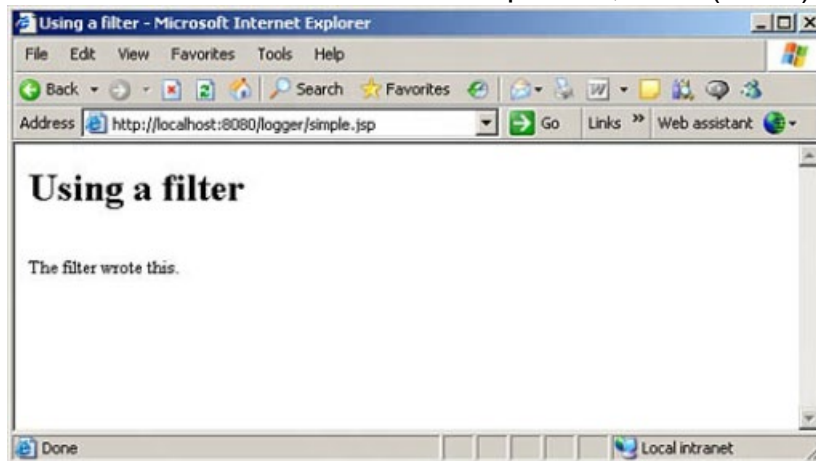 Using a filter - Microsoft Internet Explorer
File Edit View Favorites Tools Help
Back Search Favorites
Address http://localhost:8080/logger/simple.jsp Go Links » Web assistant
Using a filter
The filter wrote this.
Done Local intranet